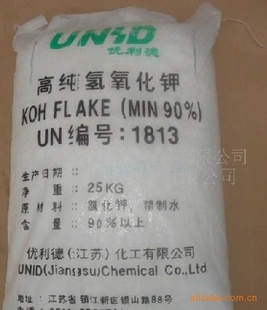 UNID
优利德
高纯氢氧化钾
KOH FLAKE (MIN 90%)
UN编号:1813
生产日期:
净 重:25KG
原材料:氯化钾,精制水
含 量:90%以上
优利德(江苏)化工有限公司
UNID(Jiangsu)Chemical Co.,Ltd
地址:江苏省镇江新区银山路88号